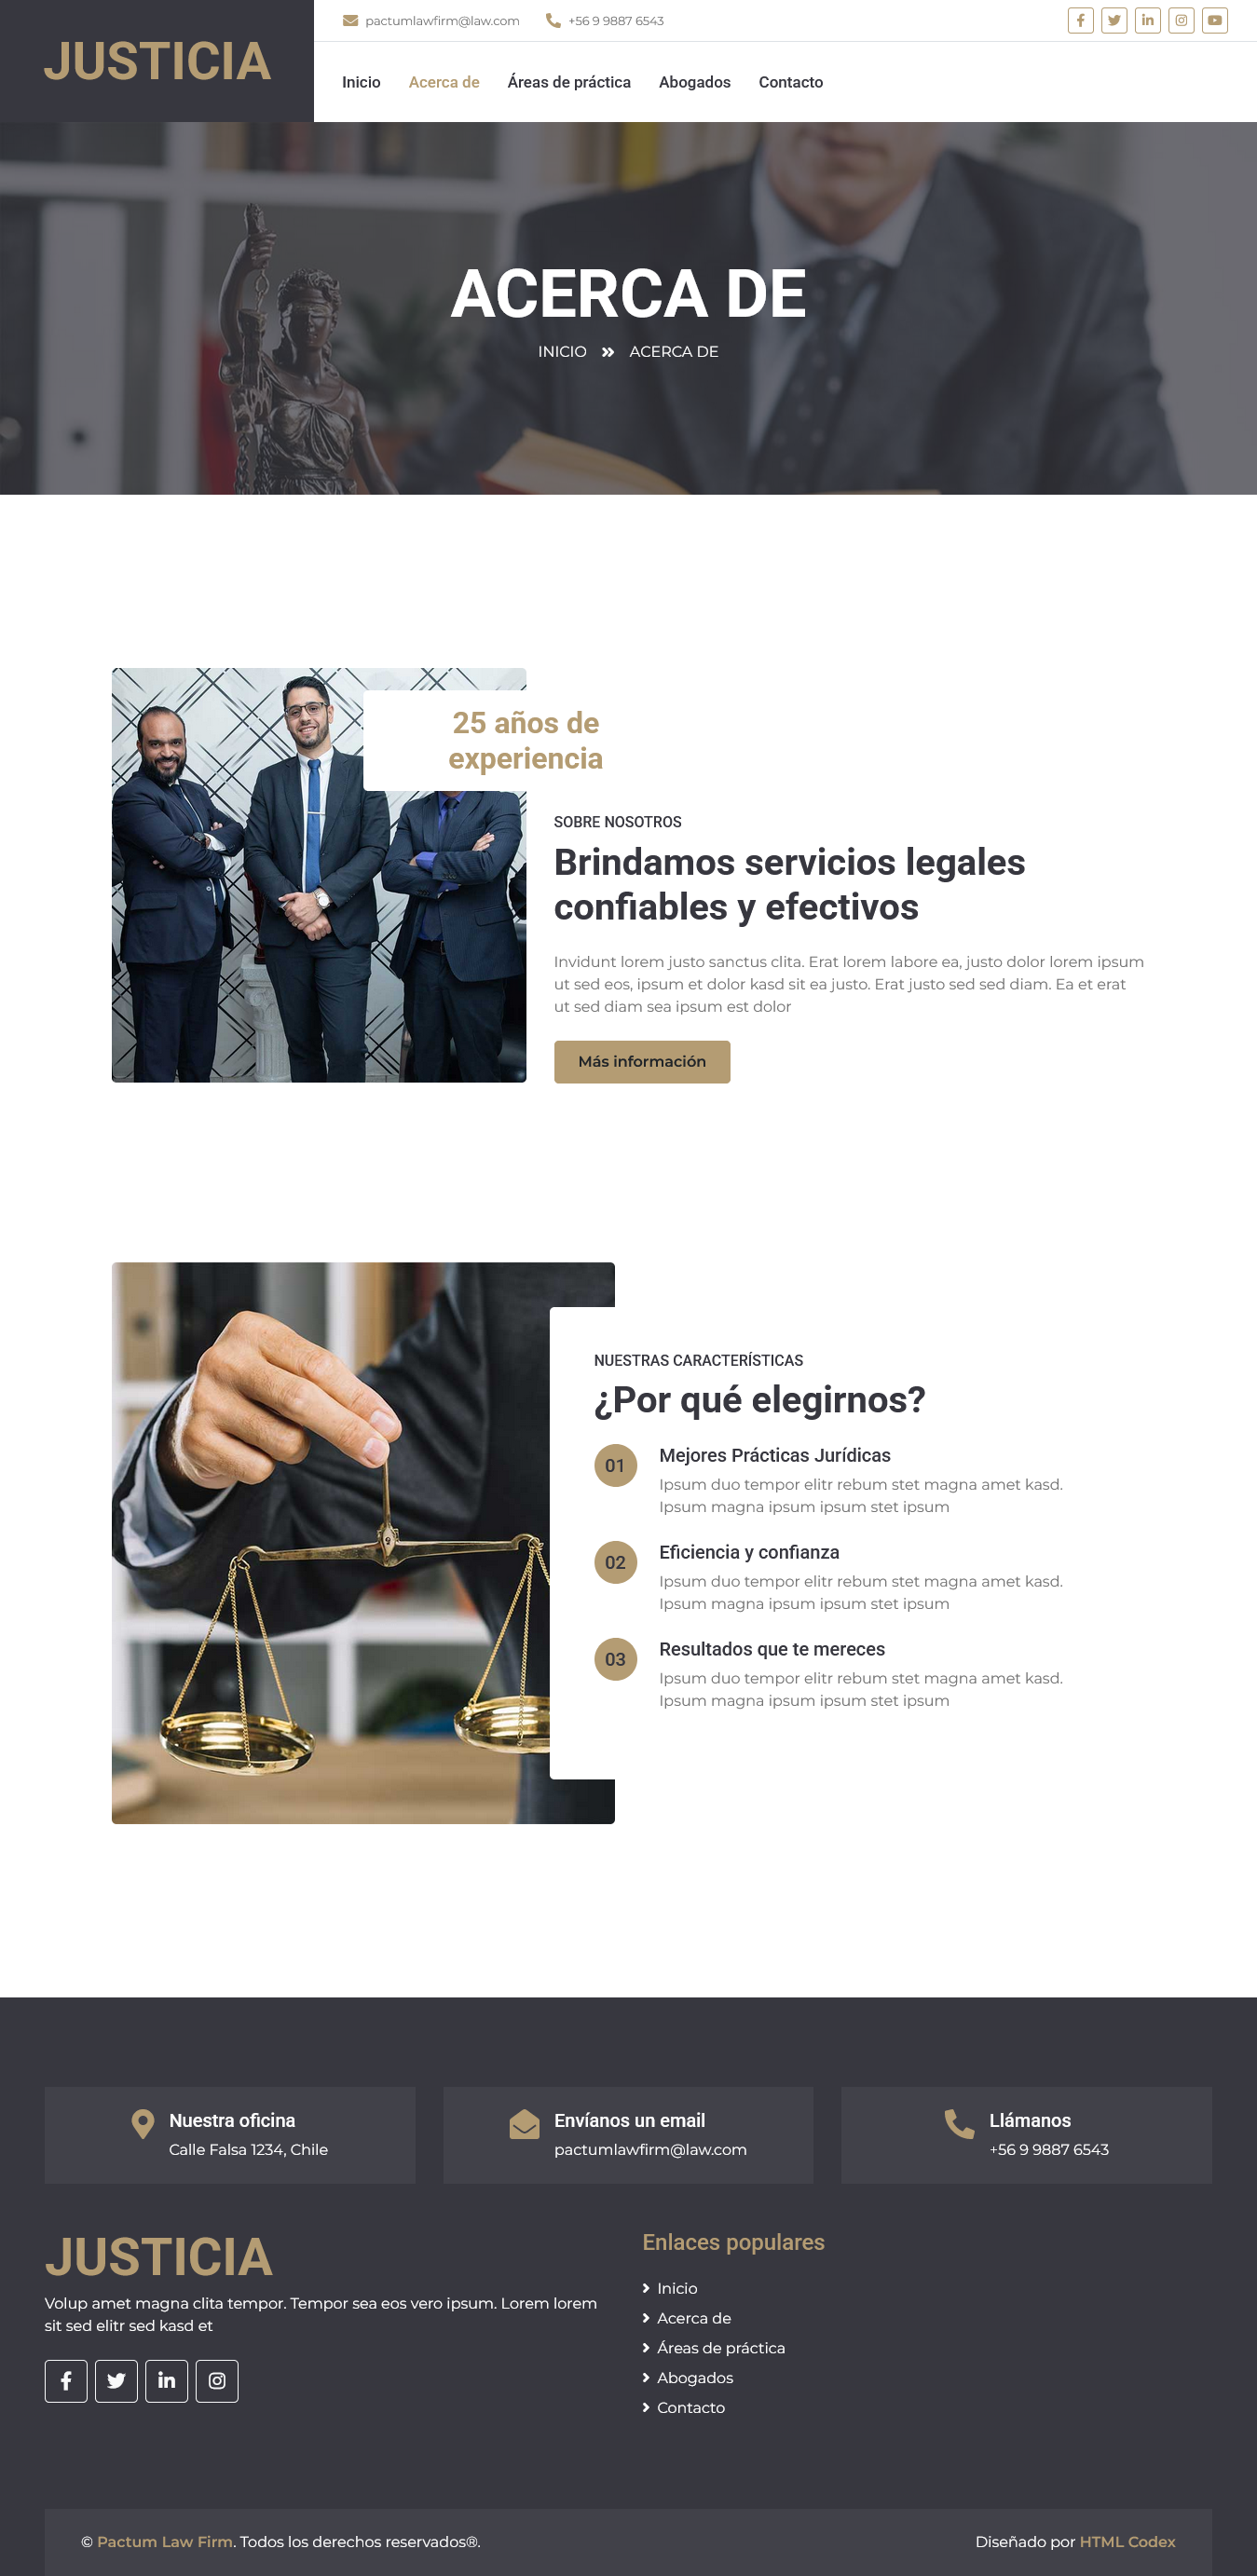 JUSTICIA
pactumlawfirm@law.com
+56 9 9887 6543
Inicio
Acerca de
Áreas de práctica
Abogados
Contacto
ACERCA DE
INICIO
ACERCA DE
25 años de
experiencia
SOBRE NOSOTROS
Brindamos servicios legales
confiables y efectivos
Invidunt lorem justo sanctus clita. Erat lorem labore ea, justo dolor lorem ipsum
ut sed eos, ipsum et dolor kasd sit ea justo. Erat justo sed sed diam. Ea et erat
ut sed diam sea ipsum est dolor
Más información
NUESTRAS CARACTERÍSTICAS
¿Por qué elegirnos?
01
Mejores Prácticas Jurídicas
Ipsum duo tempor elitr rebum stet magna amet kasd.
Ipsum magna ipsum ipsum stet ipsum
02
Eficiencia y confianza
Ipsum duo tempor elitr rebum stet magna amet kasd.
Ipsum magna ipsum ipsum stet ipsum
03
Resultados que te mereces
Ipsum duo tempor elitr rebum stet magna amet kasd.
Ipsum magna ipsum ipsum stet ipsum
Nuestra oficina
Calle Falsa 1234, Chile
Envíanos un email
pactumlawfirm@law.com
Llámanos
+56 9 9887 6543
JUSTICIA
Volup amet magna clita tempor. Tempor sea eos vero ipsum. Lorem lorem
sit sed elitr sed kasd et
Enlaces populares
Inicio
Acerca de
Áreas de práctica
Abogados
Contacto
© Pactum Law Firm. Todos los derechos reservados®.
Diseñado por HTML Codex